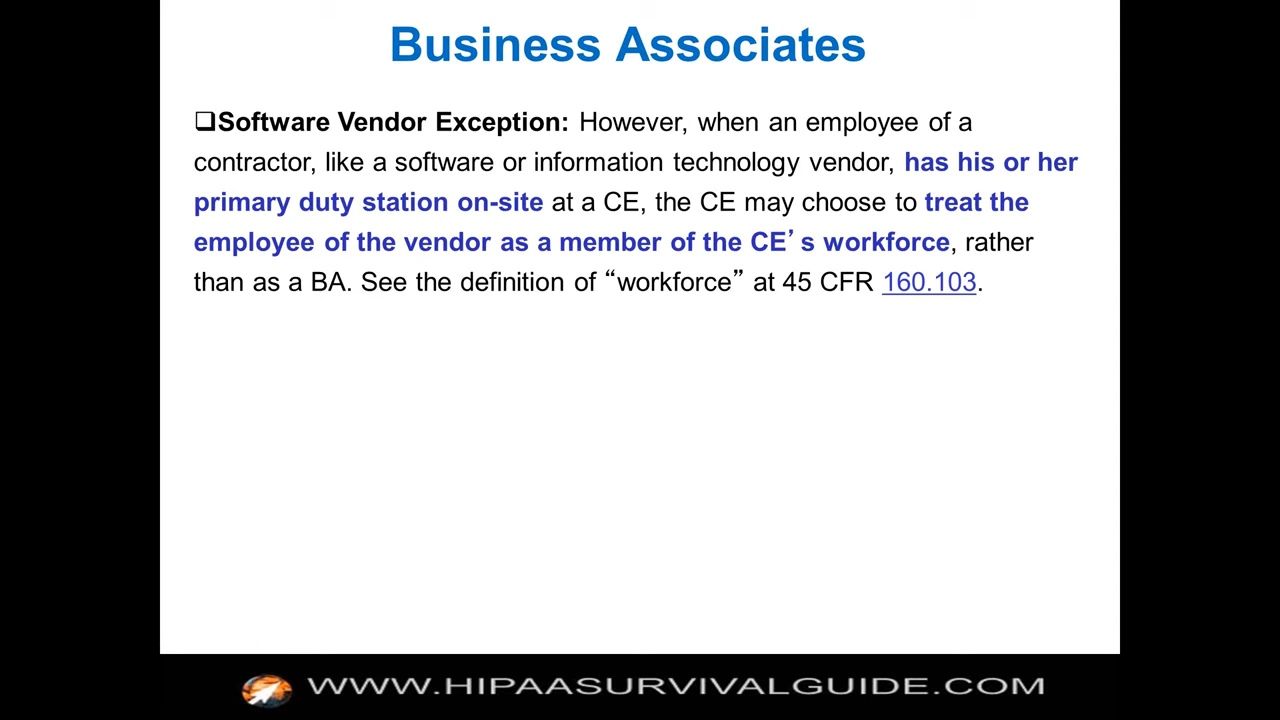 Business Associates
❑Software Vendor Exception: However, when an employee of a
contractor, like a software or information technology vendor, has his or her
primary duty station on-site at a CE, the CE may choose to treat the
employee of the vendor as a member of the CE’s workforce, rather
than as a BA. See the definition of “workforce” at 45 CFR 160.103.
WWW.HIPAASURVIVALGUIDE.COM